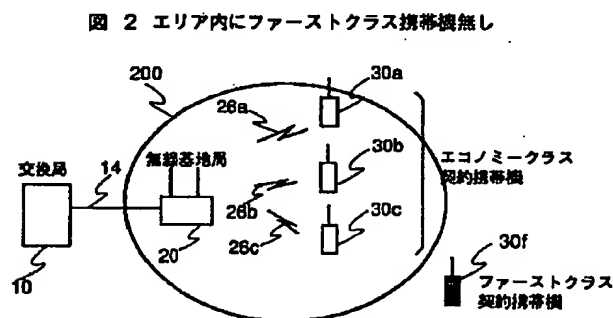 図 2 エリア内にファーストクラス携帯機無し
200
30a
26a
無線基地局
交換局
14
30b
エコノミークラス
契約携帯機
26b
30c
20
26c
10
30f
ファーストクラス
契約携帯機